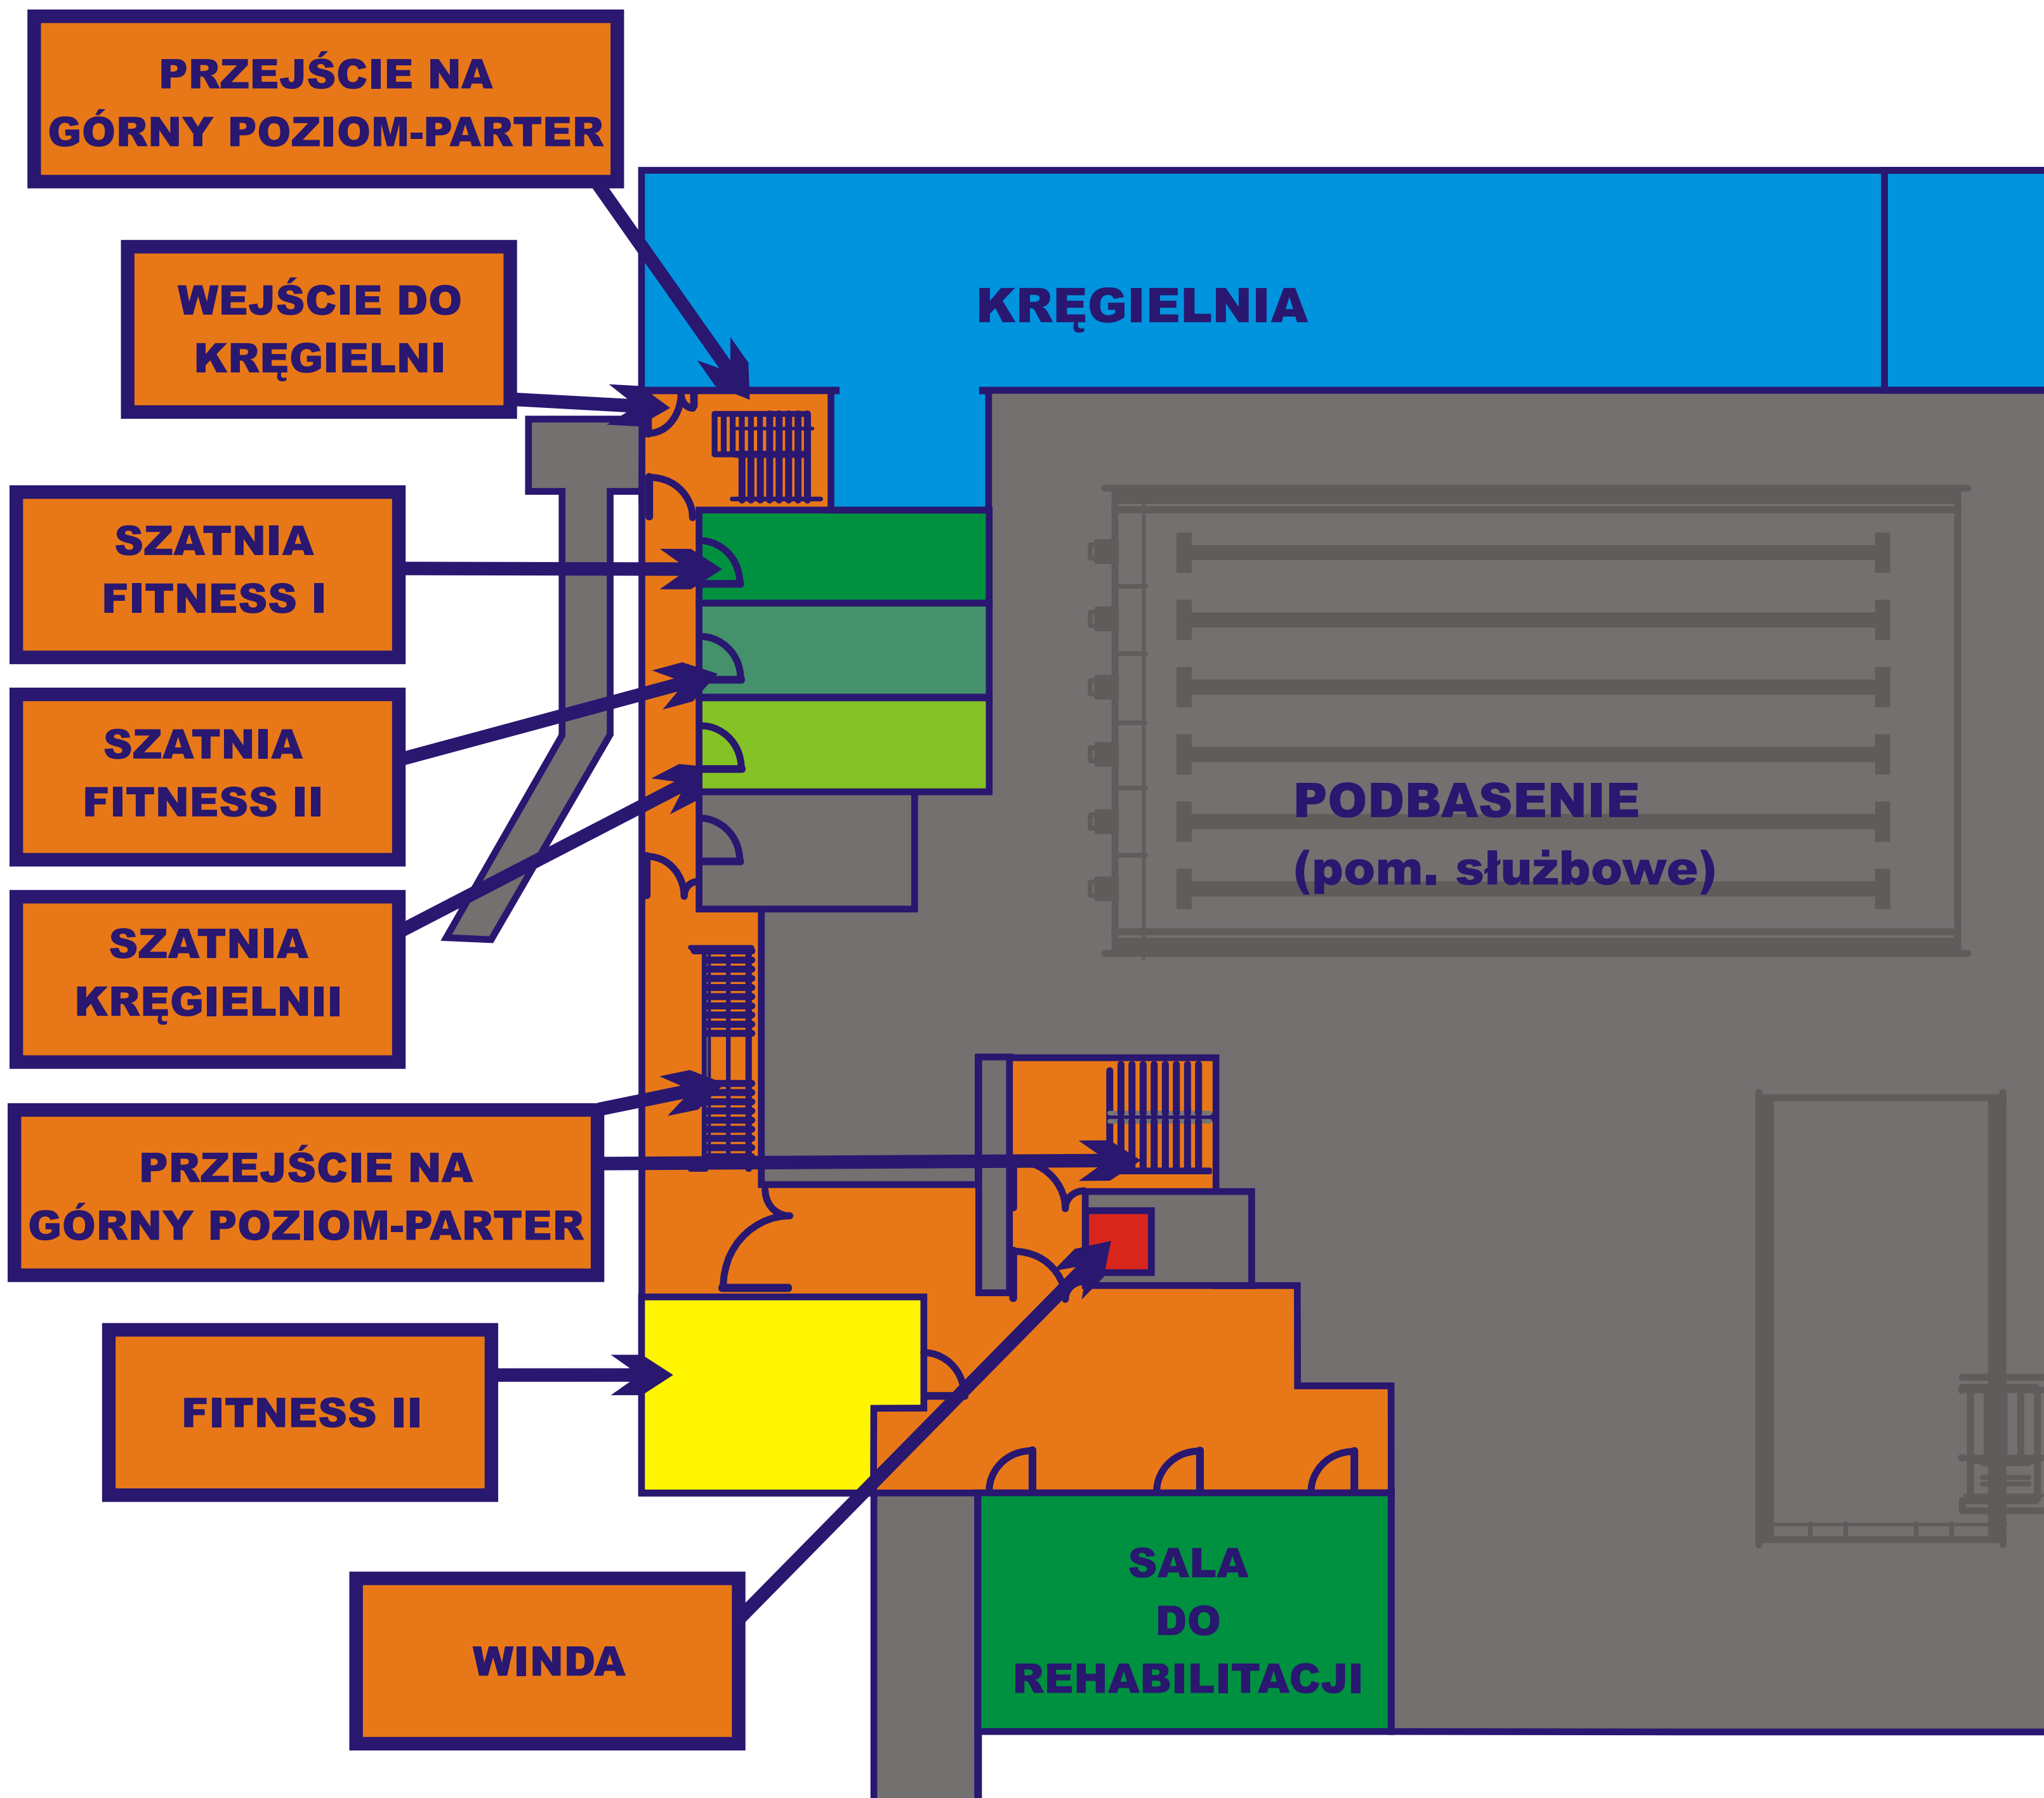 PRZEJŚCIE NA
GÓRNY POZIOM-PARTER
WEJŚCIE DO
KRĘGIELNI
KRĘGIELNIA
SZATNIA
FITNESS I
SZATNIA
FITNESS II
SZATNIA
KRĘGIELNII
PODBASENIE
(pom. służbowe)
PRZEJŚCIE NA
GÓRNY POZIOM-PARTER
FITNESS II
WINDA
SALA
DO
REHABILITACJI